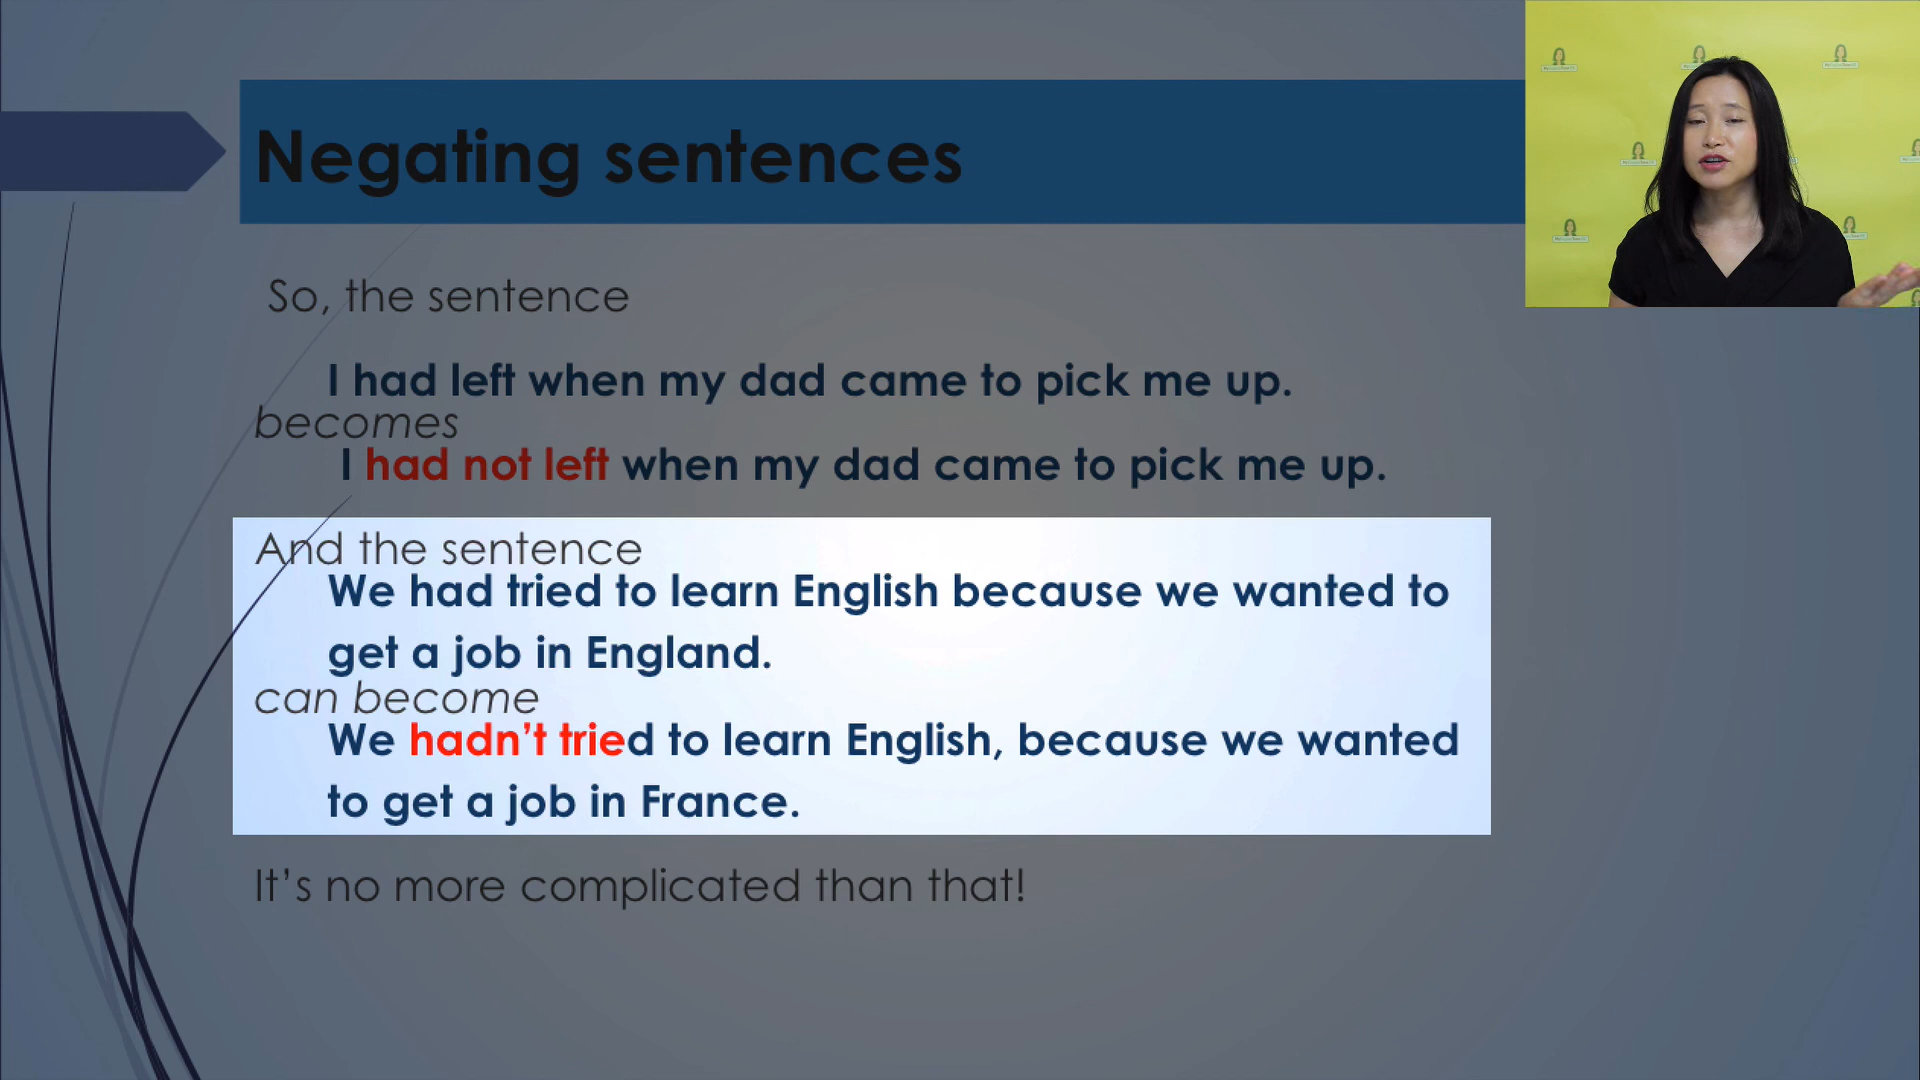 Negating sentences
So, the sentence
I had left when my dad came to pick me up.
becomes
I had not left when my dad came to pick me up.
And the sentence
We had tried to learn English because we wanted to
get a job in England.
can become
We hadn’t tried to learn English, because we wanted
to get a job in France.
It’s no more complicated than that!